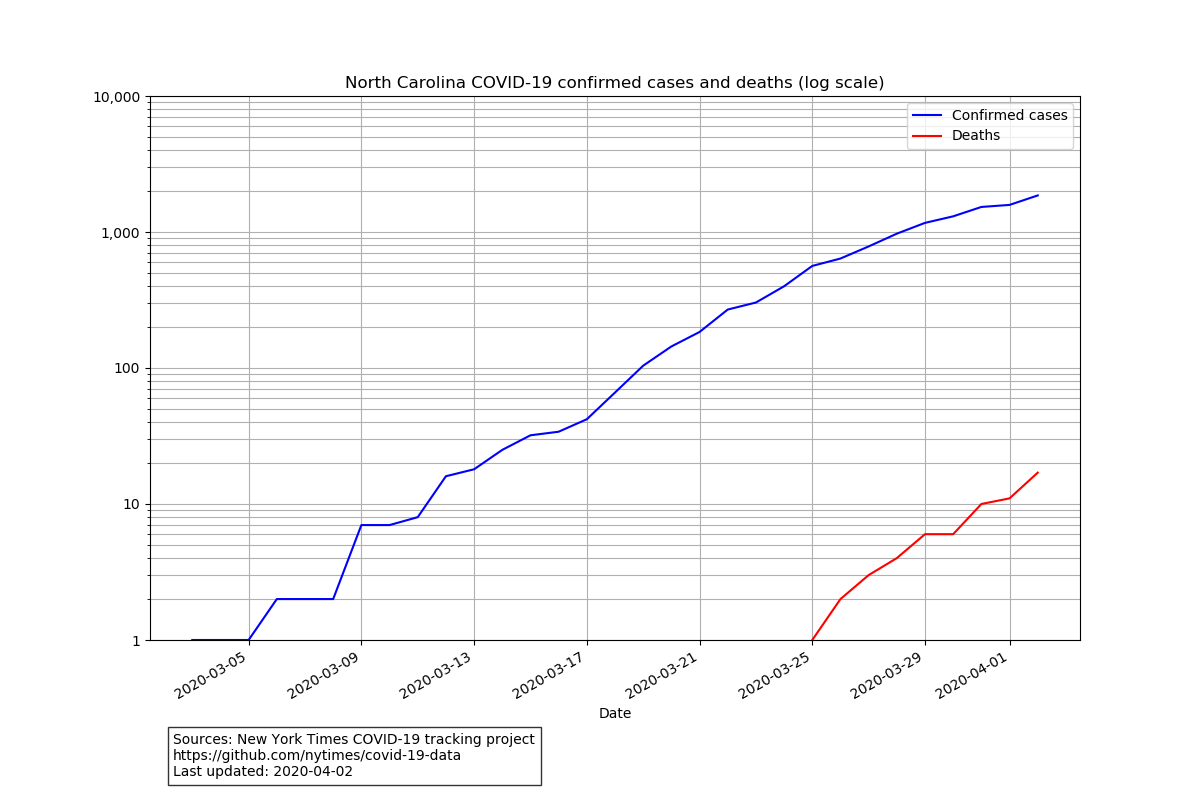 North Carolina COVID-19 confirmed cases and deaths (log scale)
10,000
1,000
100
10
1
Confirmed cases
Deaths
2020-03-05
2020-03-09
2020-03-13
2020-03-17
2020-03-21
2020-03-25
2020-03-29
2020-04-01
Date
Sources: New York Times COVID-19 tracking project
https://github.com/nytimes/covid-19-data
Last updated: 2020-04-02